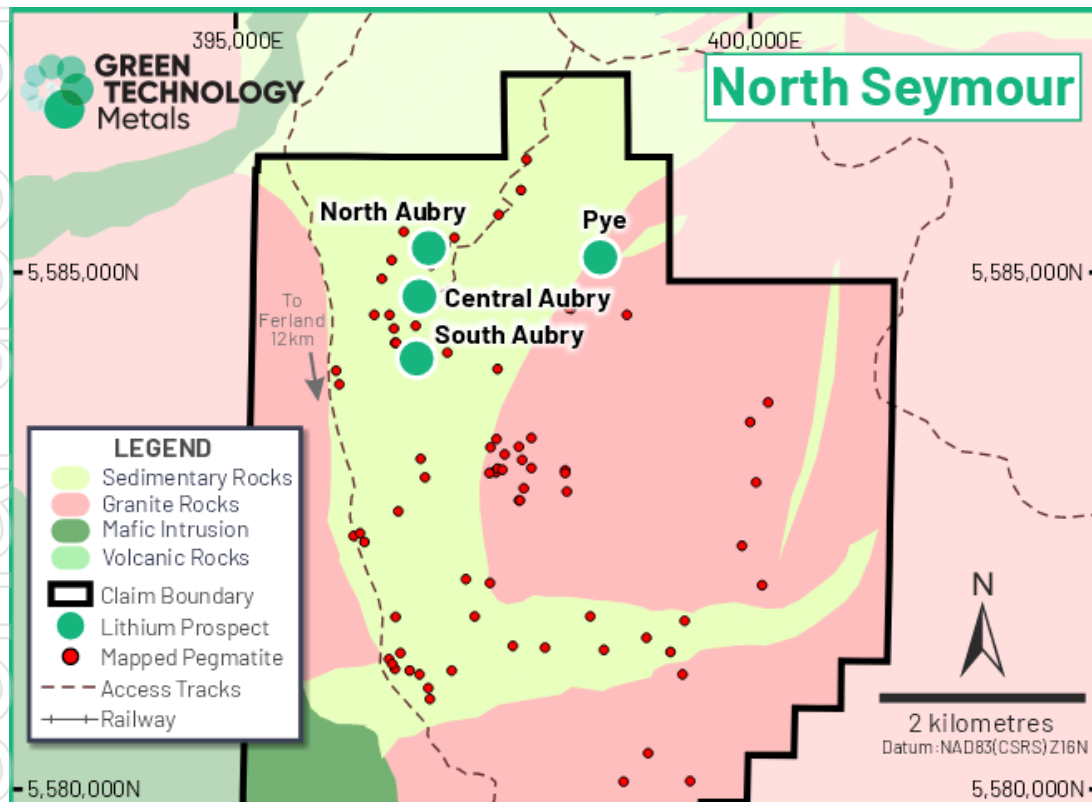 395,000E
400,000E
GREEN
TECHNOLOGY
Metals
North Seymour
North Aubry
Pye
5,585,000N
5,585,000N
Central Aubry
To
Ferland
12km
South Aubry
LEGEND
Sedimentary Rocks
Granite Rocks
Mafic Intrusion
Volcanic Rocks
Claim Boundary
Lithium Prospect
Mapped Pegmatite
Access Tracks
Railway
N
2 kilometres
Datum:NAD83(CSRS)Z16N
5,580,000N
5,580,000N